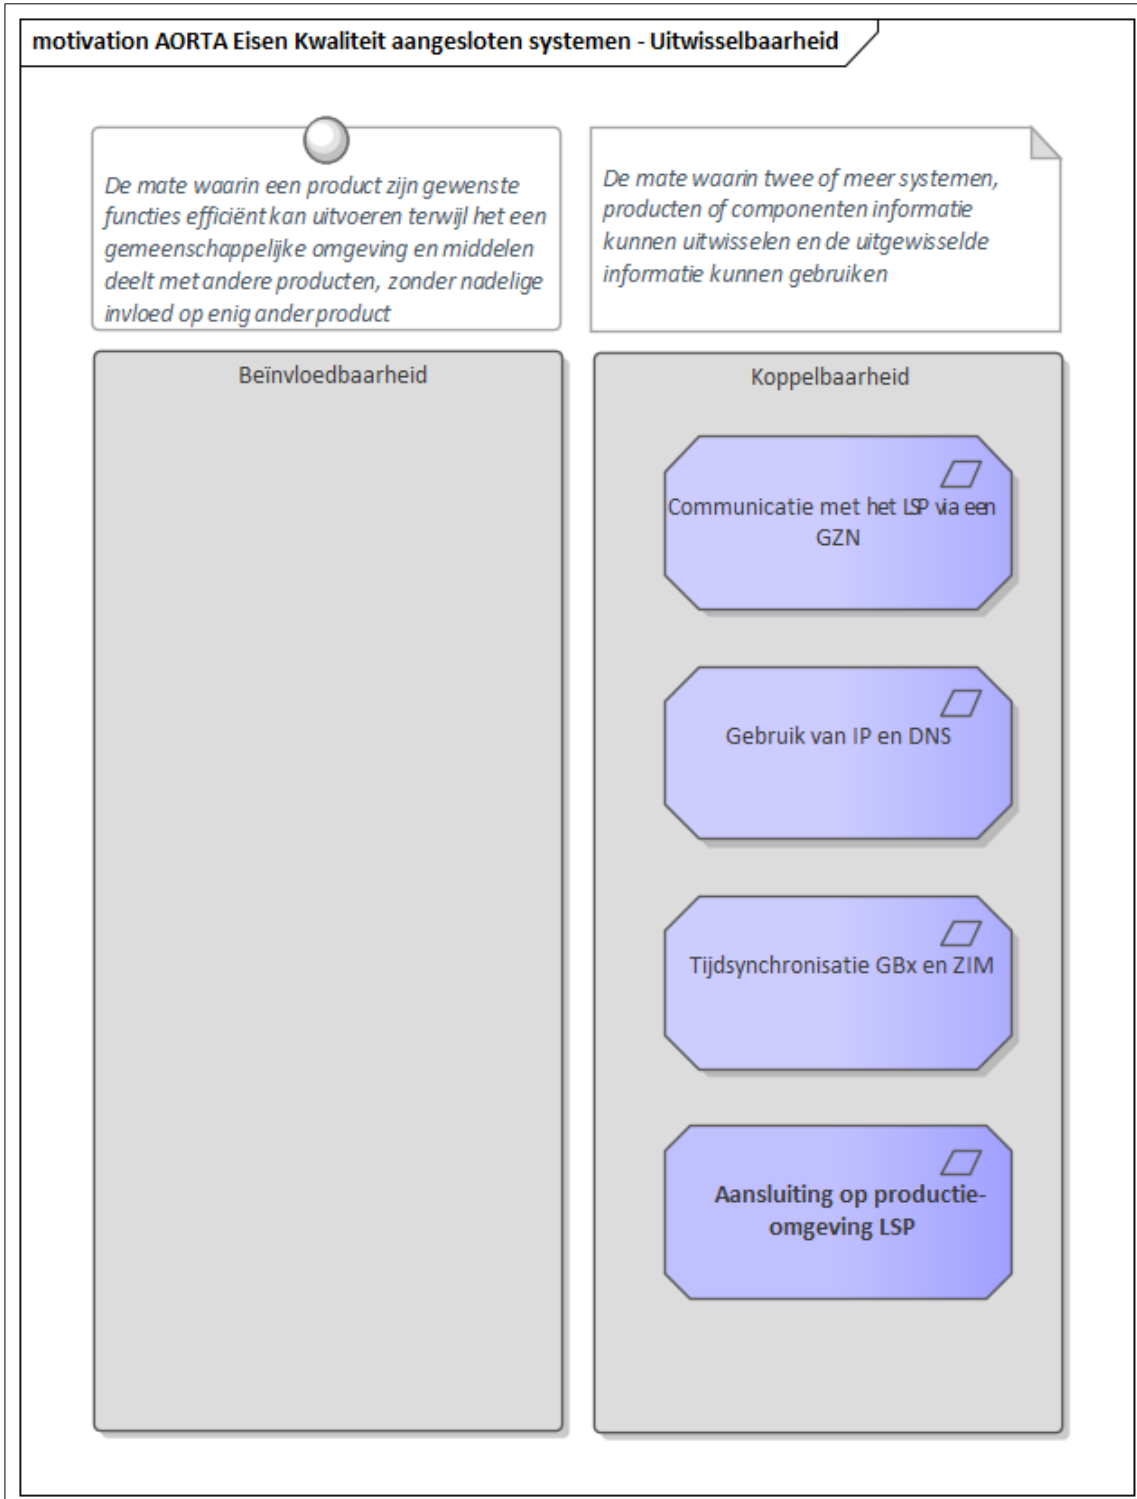 motivation AORTA Eisen Kwaliteit aangesloten systemen - Uitwisselbaarheid
De mate waarin een product zijn gewenste
functies efficiënt kan uitvoeren terwijl het een
gemeenschappelijke omgeving en middelen
deelt met andere producten, zonder nadelige
invloed op enig ander product
De mate waarin twee of meer systemen,
producten of componenten informatie
kunnen uitwisselen en de uitgewisselde
informatie kunnen gebruiken
Beïnvloedbaarheid
Koppelbaarheid
Communicatie met het LSP via een
GZN
Gebruik van IP en DNS
Tijdsynchronisatie GBx en ZIM
Aansluiting op productie-
omgeving LSP